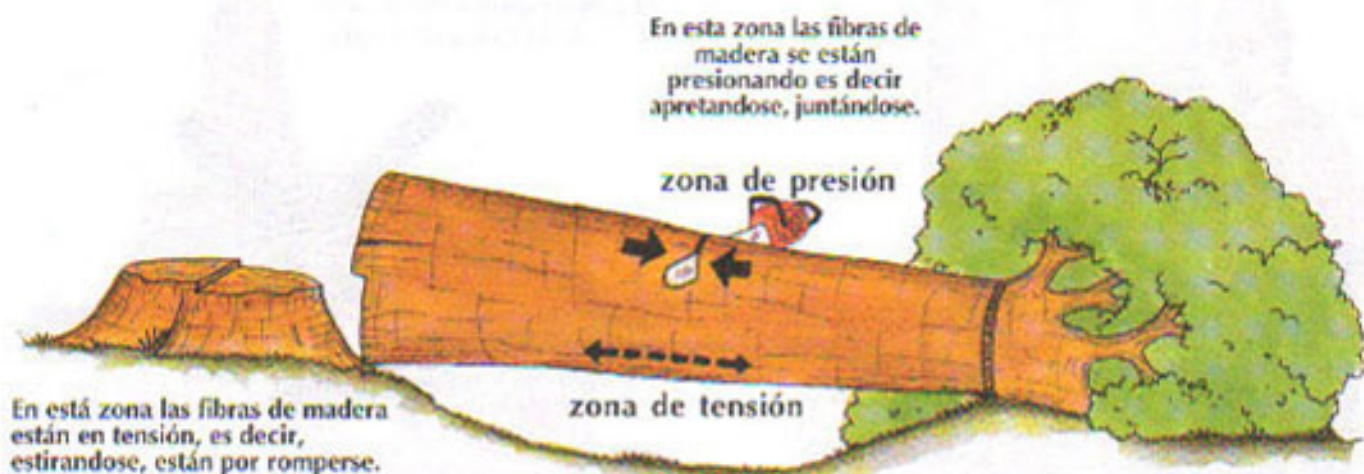 En esta zona las fibras de
madera se están
presionando es decir
apretandose, juntándose.
zona de presión
zona de tensión
En está zona las fibras de madera
están en tensión, es decir,
estirandose, están por romperse.